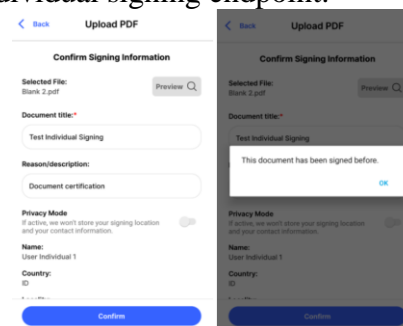 dividual signing endpoint.
Back Upload PDF
Confirm Signing Information
Selected File:
Blank 2.pdf
Preview
Document title:*
Test Individual Signing
Reason/description:
Document certification
Privacy Mode
If active, we won't store your signing location
and your contact information.
Name:
User Individual 1
Country:
ID
Confirm
Back Upload PDF
Confirm Signing Information
Selected File:
Blank 2.pdf
Preview
Document title:*
Test Individual Signing
This document has been signed before.
OK
Privacy Mode
If active, we won't store your signing location
and your contact information.
Name:
User Individual 1
Country:
ID
Confirm